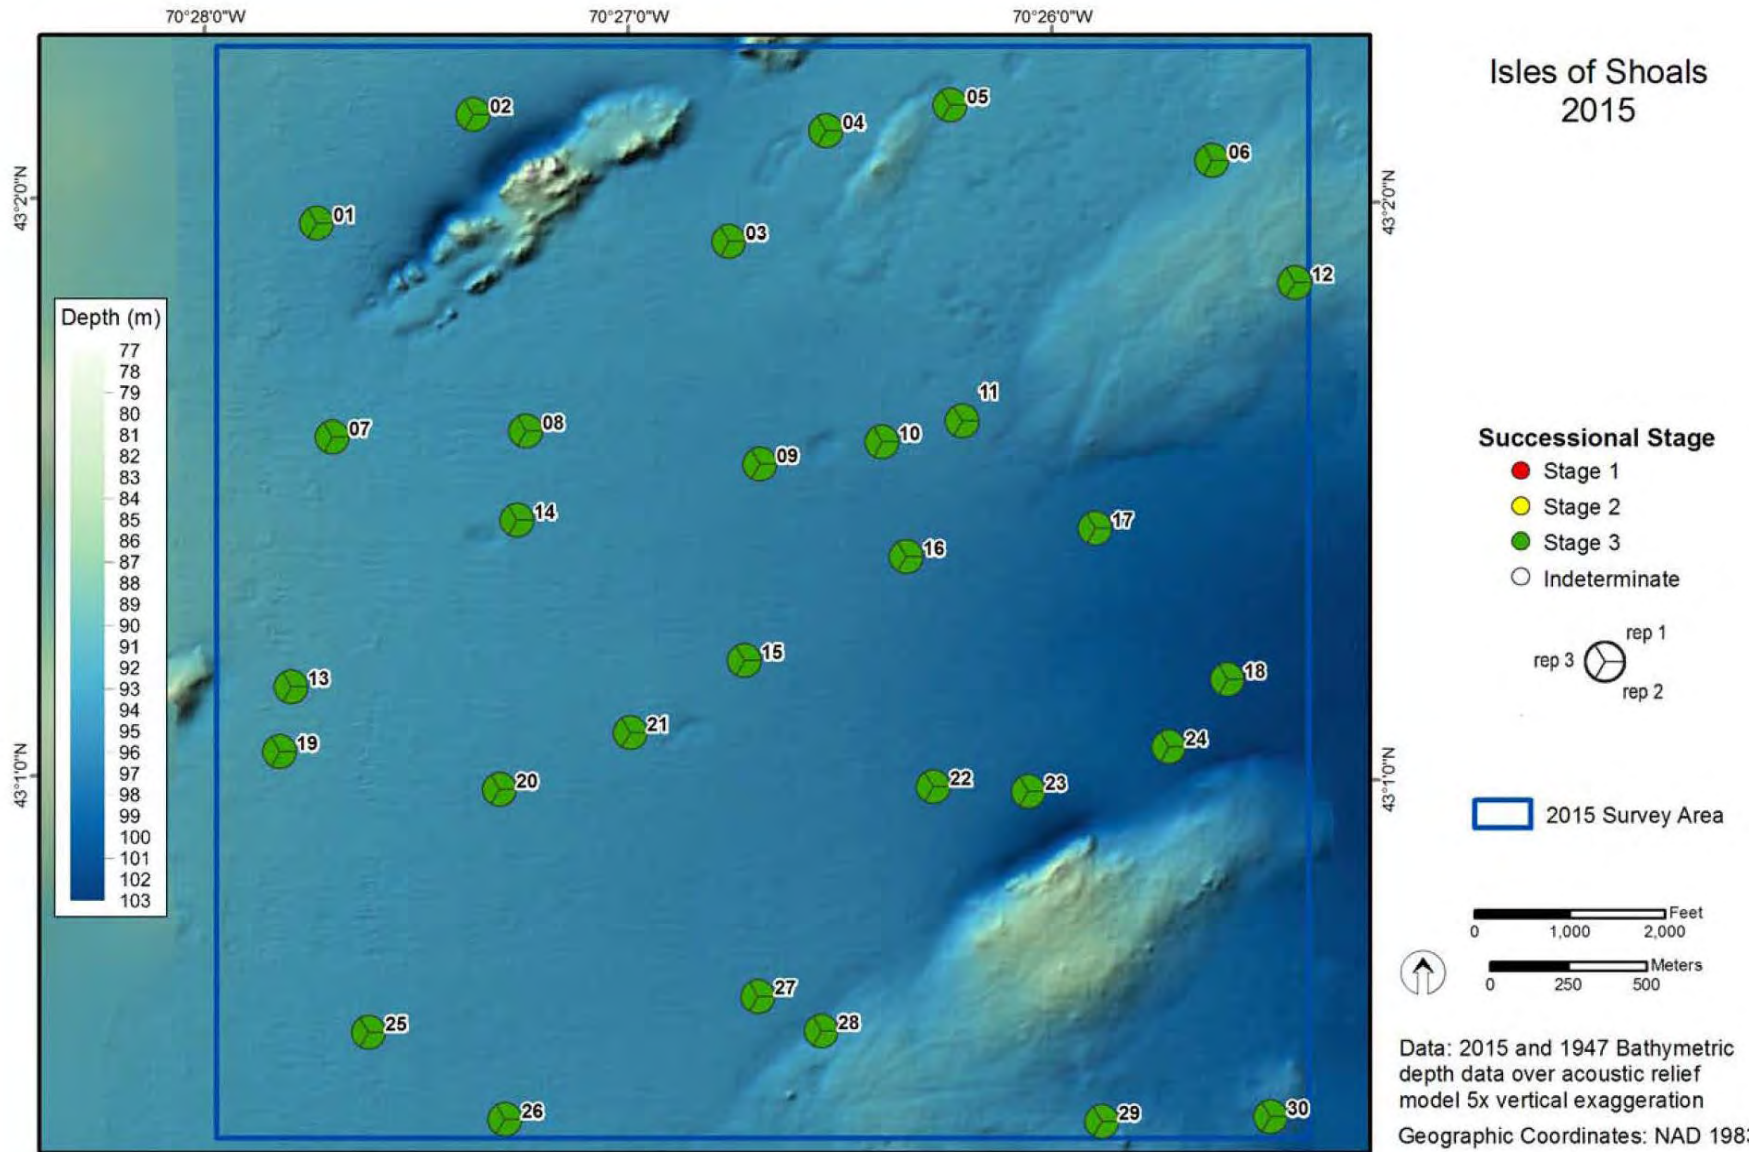 70°28'0"W
70°27'0"W
70°26'0"W
Isles of Shoals
2015
02
04
05
06
43°2'0"N
43°2'0"N
01
03
12
Depth (m)
77
78
79
80
81
82
83
84
85
86
87
88
89
90
91
92
93
94
95
96
97
98
99
100
101
102
103
07
08
09
10
11
14
16
17
Successional Stage
Stage 1
Stage 2
Stage 3
Indeterminate
rep 1
rep 3
rep 2
13
15
18
19
21
24
43°1'0"N
43°1'0"N
20
22
23
2015 Survey Area
Feet
0 1,000 2,000
Meters
0 250 500
25
27
28
26
29
30
Data: 2015 and 1947 Bathymetric
depth data over acoustic relief
model 5x vertical exaggeration
Geographic Coordinates: NAD 1983